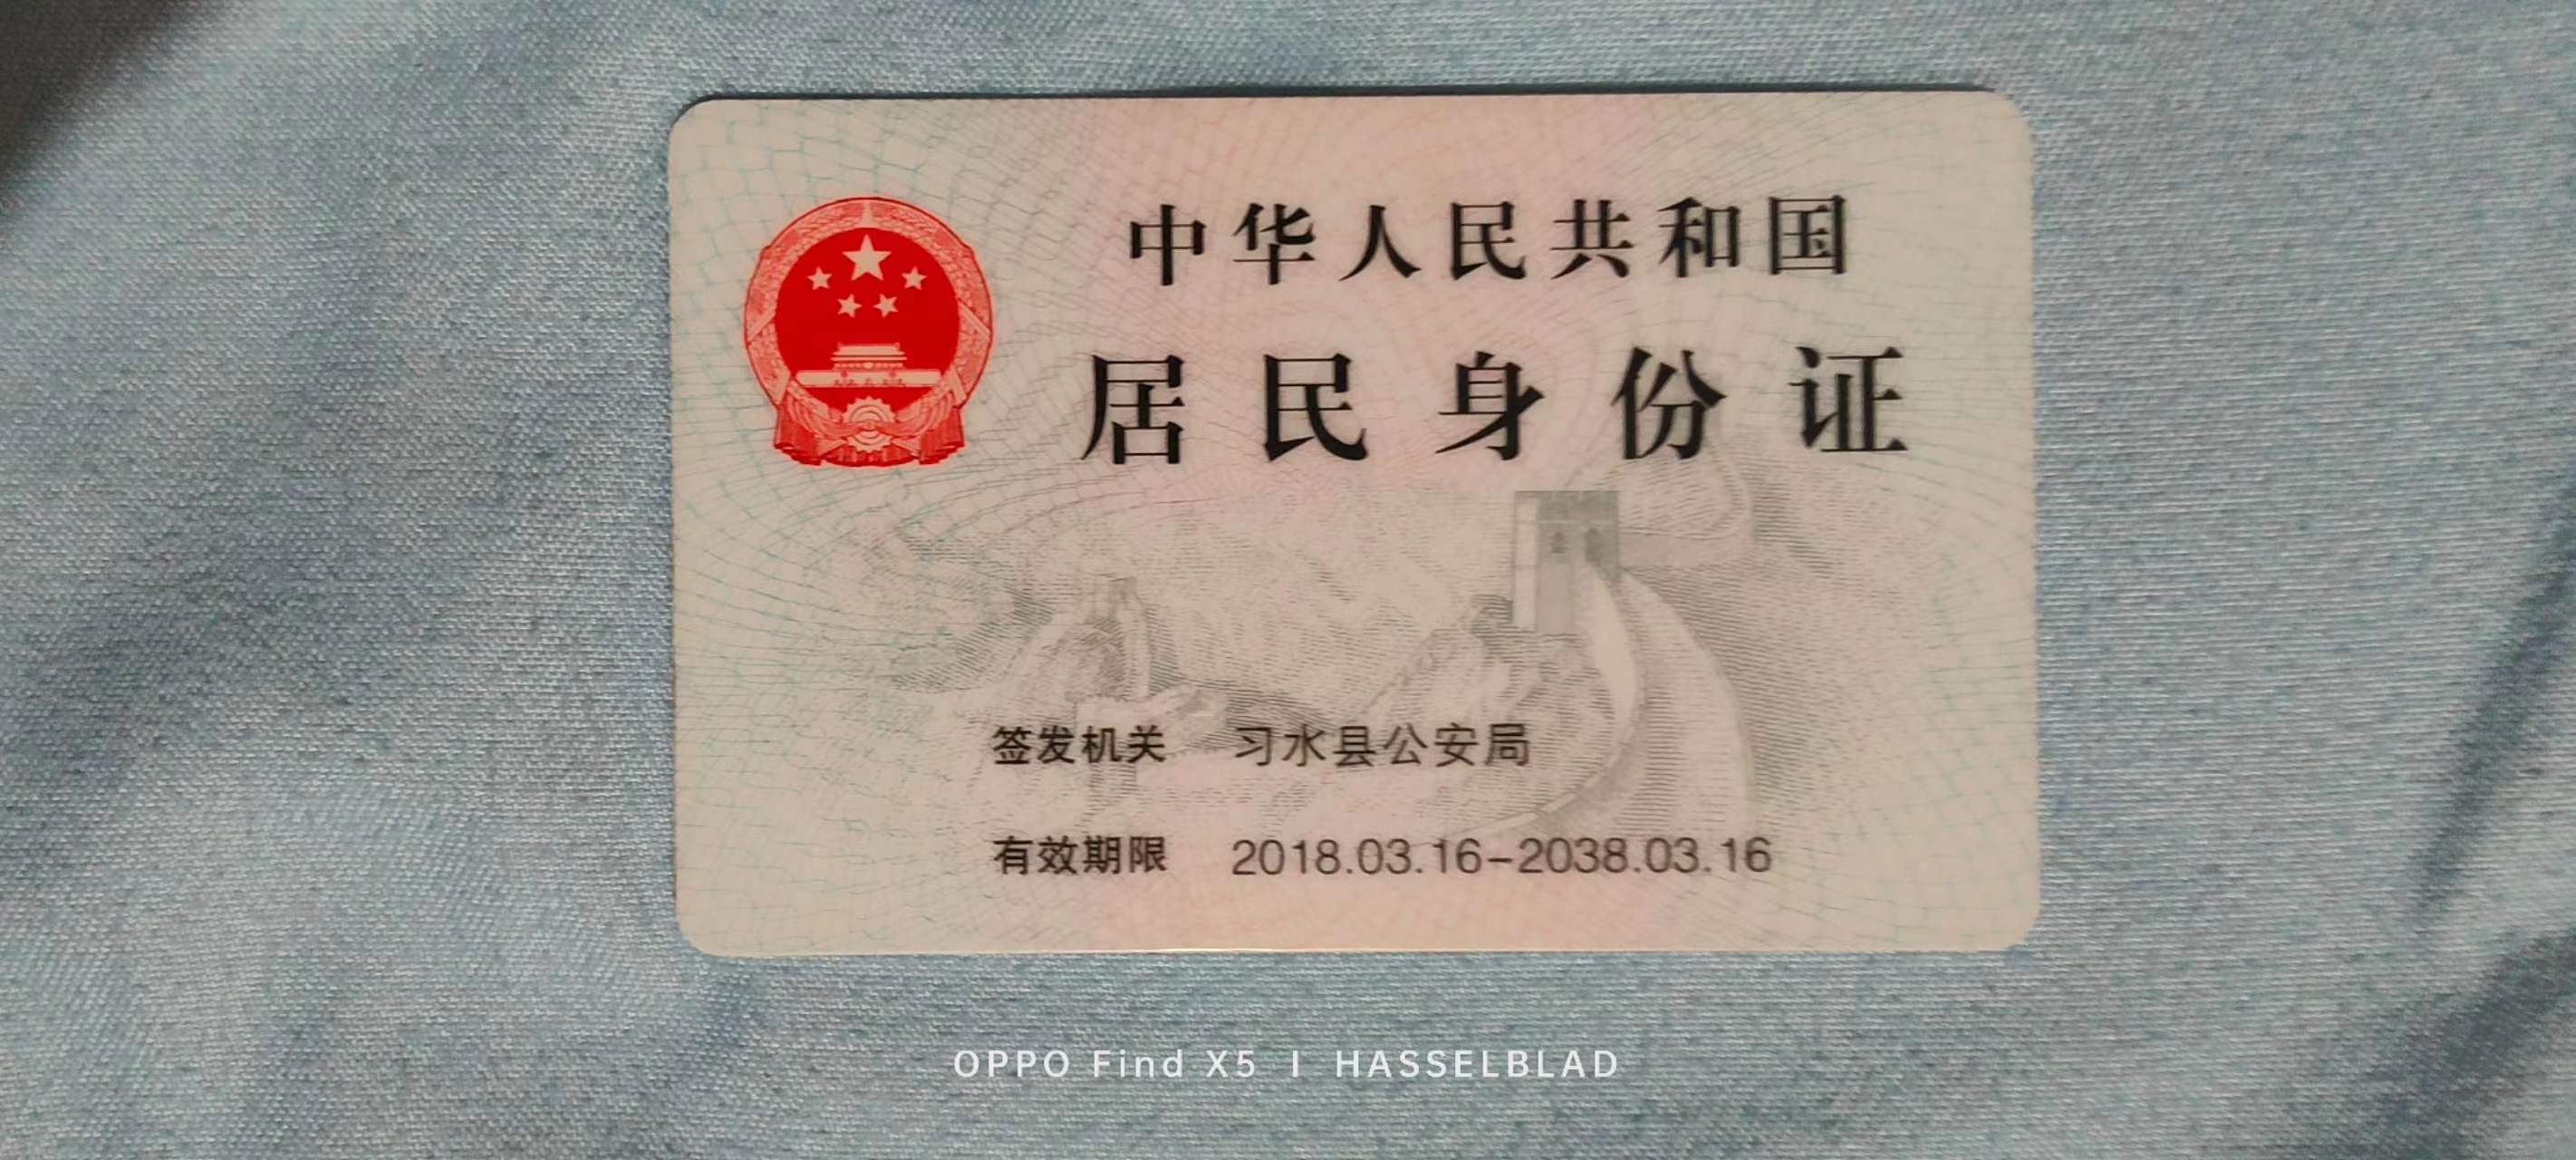 中华人民共和国
居民身份证
签发机关 习水县公安局
有效期限 2018.03.16-2038.03.16
OPPO Find X5 | HASSELBLAD